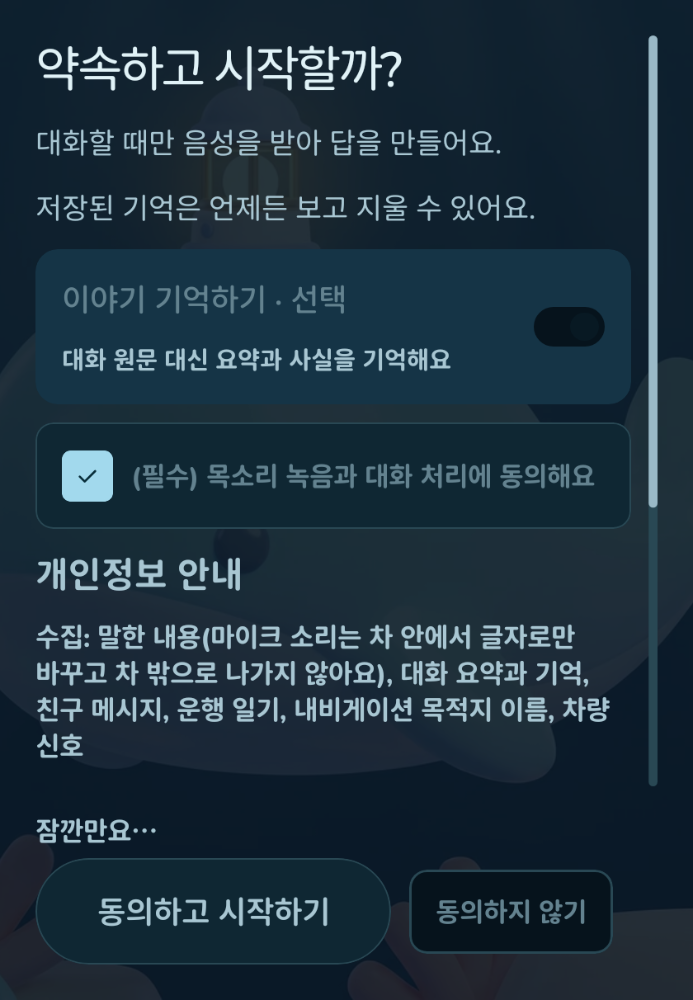 약속하고 시작할까?
대화할 때만 음성을 받아 답을 만들어요.
저장된 기억은 언제든 보고 지울 수 있어요.
이야기 기억하기 · 선택
대화 원문 대신 요약과 사실을 기억해요
(필수) 목소리 녹음과 대화 처리에 동의해요
개인정보 안내
수집: 말한 내용(마이크 소리는 차 안에서 글자로만
바꾸고 차 밖으로 나가지 않아요), 대화 요약과 기억,
친구 메시지, 운행 일기, 내비게이션 목적지 이름, 차량
신호
잠깐만요…
동의하고 시작하기
동의하지 않기